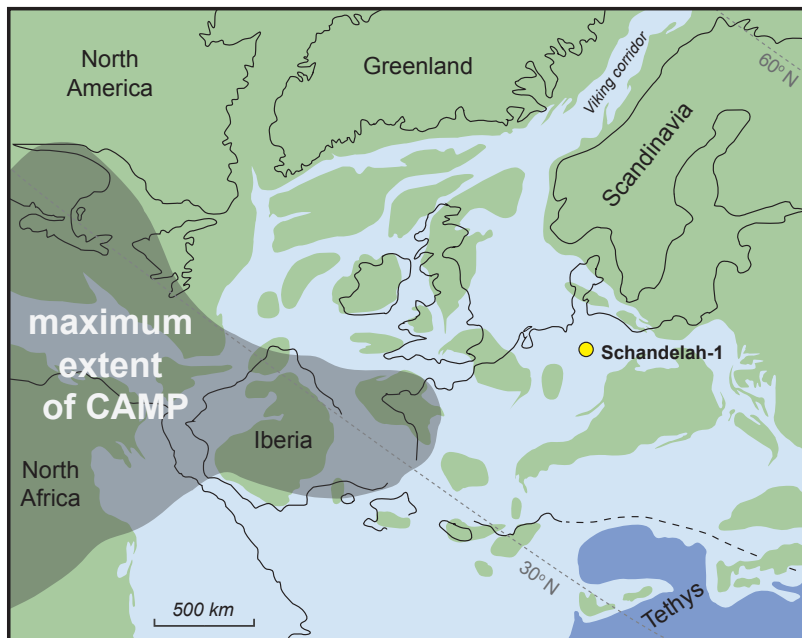 North
America
Greenland
Viking corridor
60°N
Scandinavia
maximum
extent
of CAMP
Schandelah-1
Iberia
North
Africa
30°N
500 km
Tethys